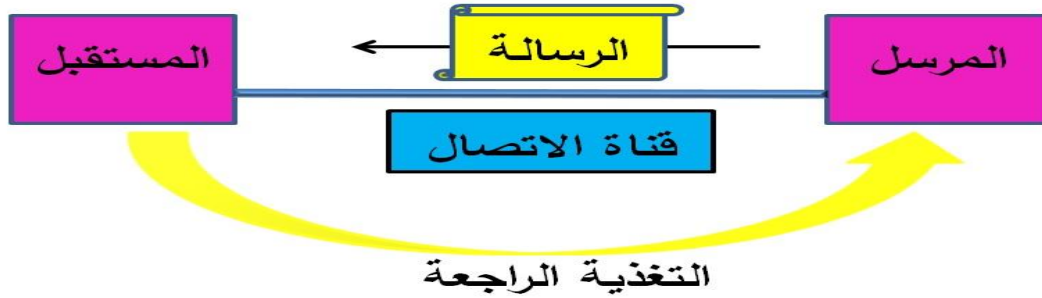 المرسل
الرسالة
المستقبل
قناة الاتصال
التغذية الراجعة